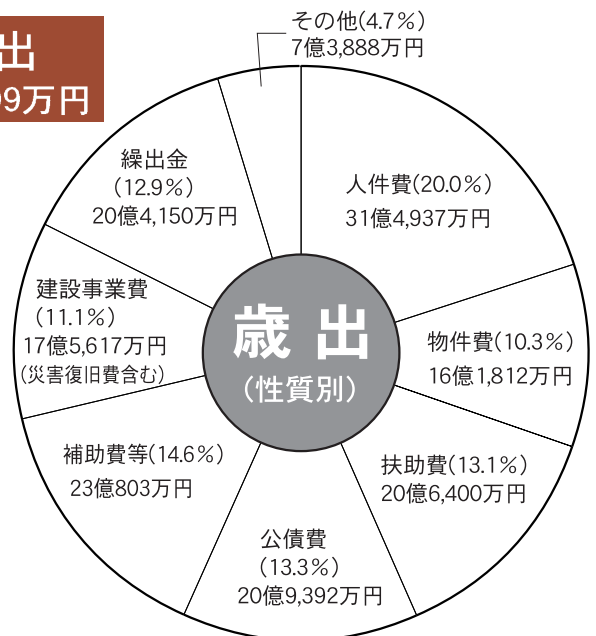 出
99万円
その他(4.7%)
7億3,888万円
人件費(20.0%)
31億4,937万円
物件費(10.3%)
16億1,812万円
扶助費(13.1%)
20億6,400万円
公債費
(13.3%)
20億9,392万円
補助費等(14.6%)
23億803万円
建設事業費
(11.1%)
17億5,617万円
(災害復旧費含む)
繰出金
(12.9%)
20億4,150万円
歳出
(性質別)